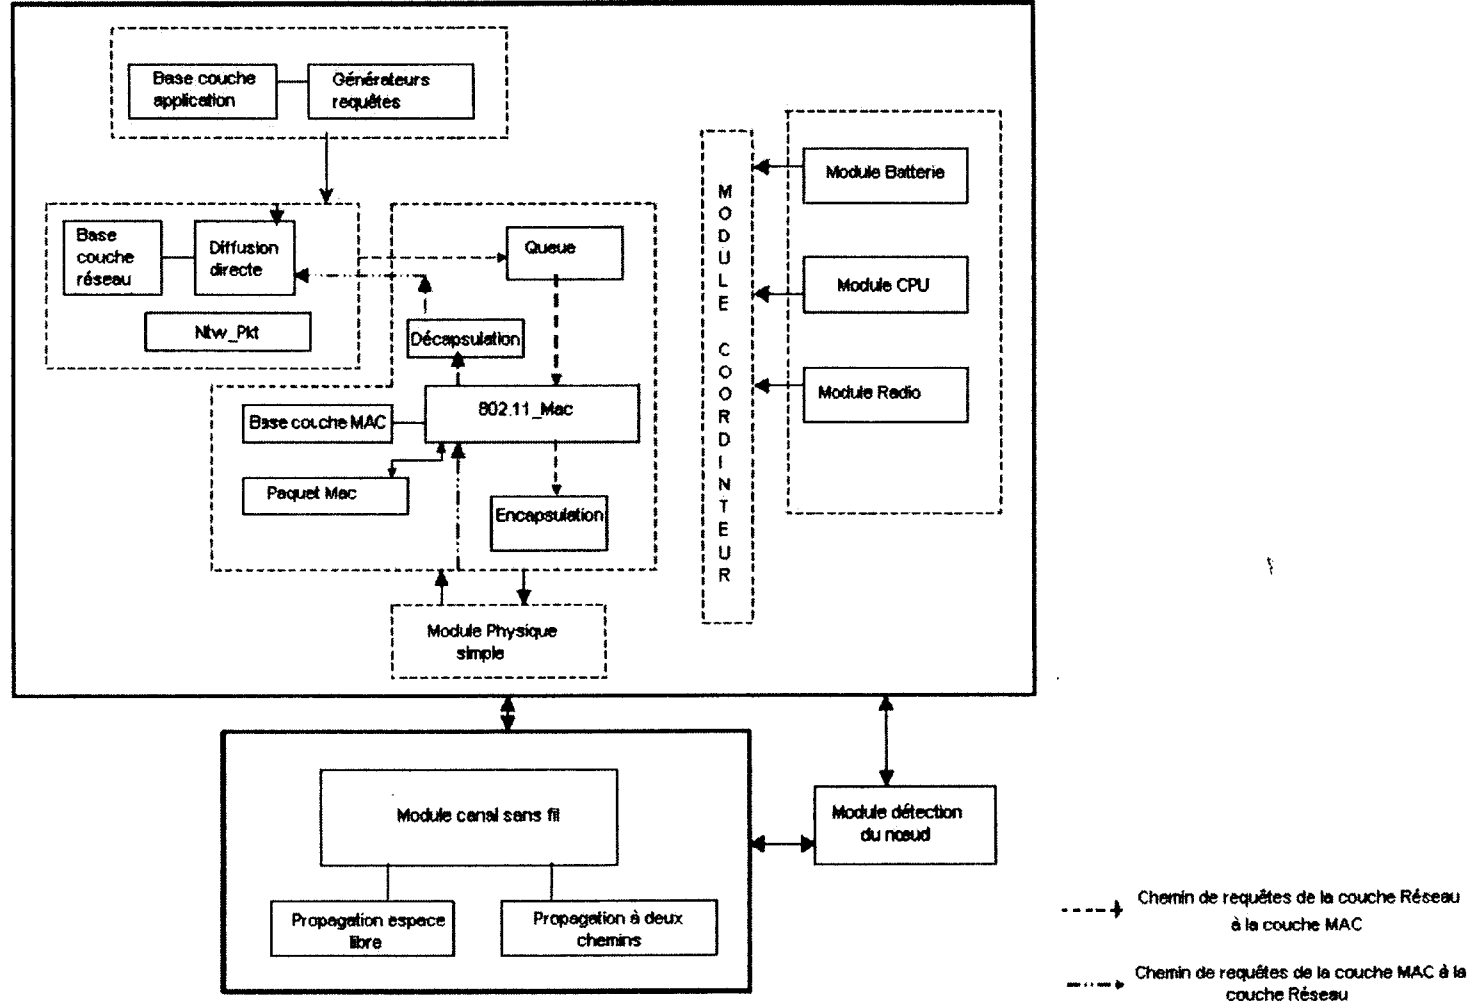 Base couche
application
Générateurs
requêtes
Base
couche
réseau
Diffusion
directe
Ntw_Pkt
Queue
Décapsulation
802.11_Mac
Base couche MAC
Paquet Mac
Encapsulation
Module Physique
simple
MODULE COORDINTEUR
Module Batterie
Module CPU
Module Radio
Module canal sans fil
Propagation espace
libre
Propagation à deux
chemins
Module détection
du nœud
Chemin de requêtes de la couche Réseau
à la couche MAC
Chemin de requêtes de la couche MAC à la
couche Réseau